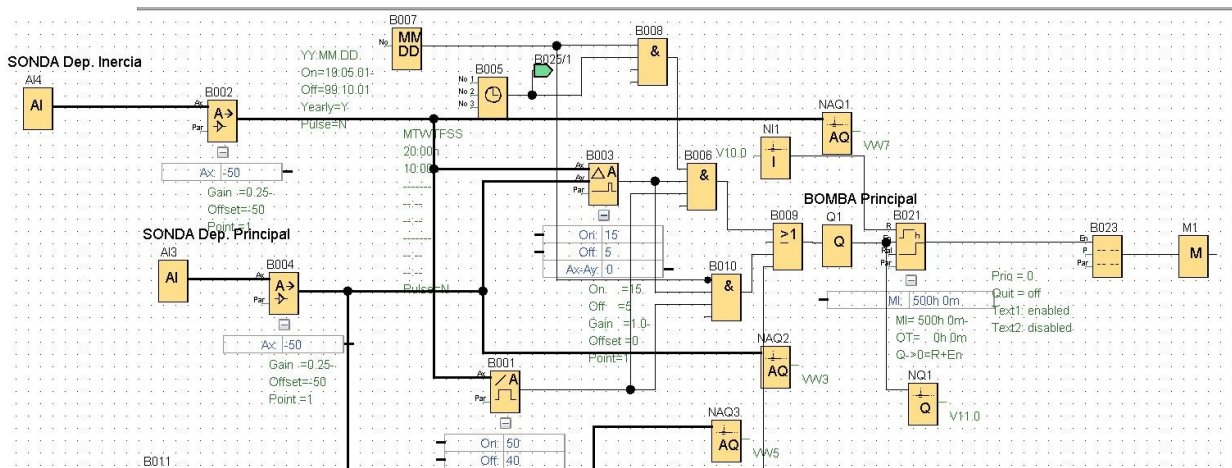 B007
MM
DD
No
YY:MM.DD.
On=19:05.01-
Off=99:10.01
Yearly=Y
Pulse=N
B008
&
B025/1
B005
No 1
No 2
No 3
SONDA Dep. Inercia
AI4
AI
B002
Ax
A→
Par
Ax: -50
Gain =0.25-
Offset=-50
Point=1
MTWTFSS
20:00h
10:00
Pulse=N
B003
Ax
Ay
Par
Δ A
On: 15
Off: 5
Ax-Ay: 0
On =15
Off =5
Gain =1.0-
Offset=0
Point=1
B006
&
NAQ1
AQ
VW7
NI1
I
V10.0
BOMBA Principal
B009
≥1
Q1
Q
B021
R
En
Ral
Par
h
MI: 500h 0m
MI= 500h 0m-
OT= 0h 0m
Q->0=R+En
B023
En
P
Par
Prio = 0
Quit = off
Text1: enabled
Text2: disabled
M1
M
SONDA Dep. Principal
AI3
AI
B004
Ax
A→
Par
Ax: -50
Gain =0.25-
Offset=-50
Point=1
B010
&
B001
Ax
/A
Par
On: 50
Off: 40
NAQ2
AQ
VW3
NAQ3
AQ
VW5
NQ1
Q
V11.0
B011